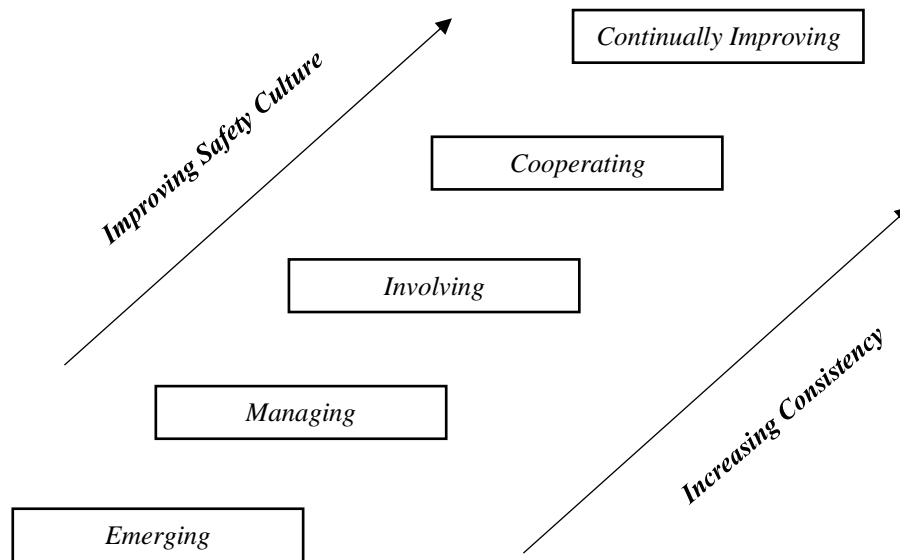 Continually Improving
Improving Safety Culture
Cooperating
Involving
Increasing Consistency
Managing
Emerging